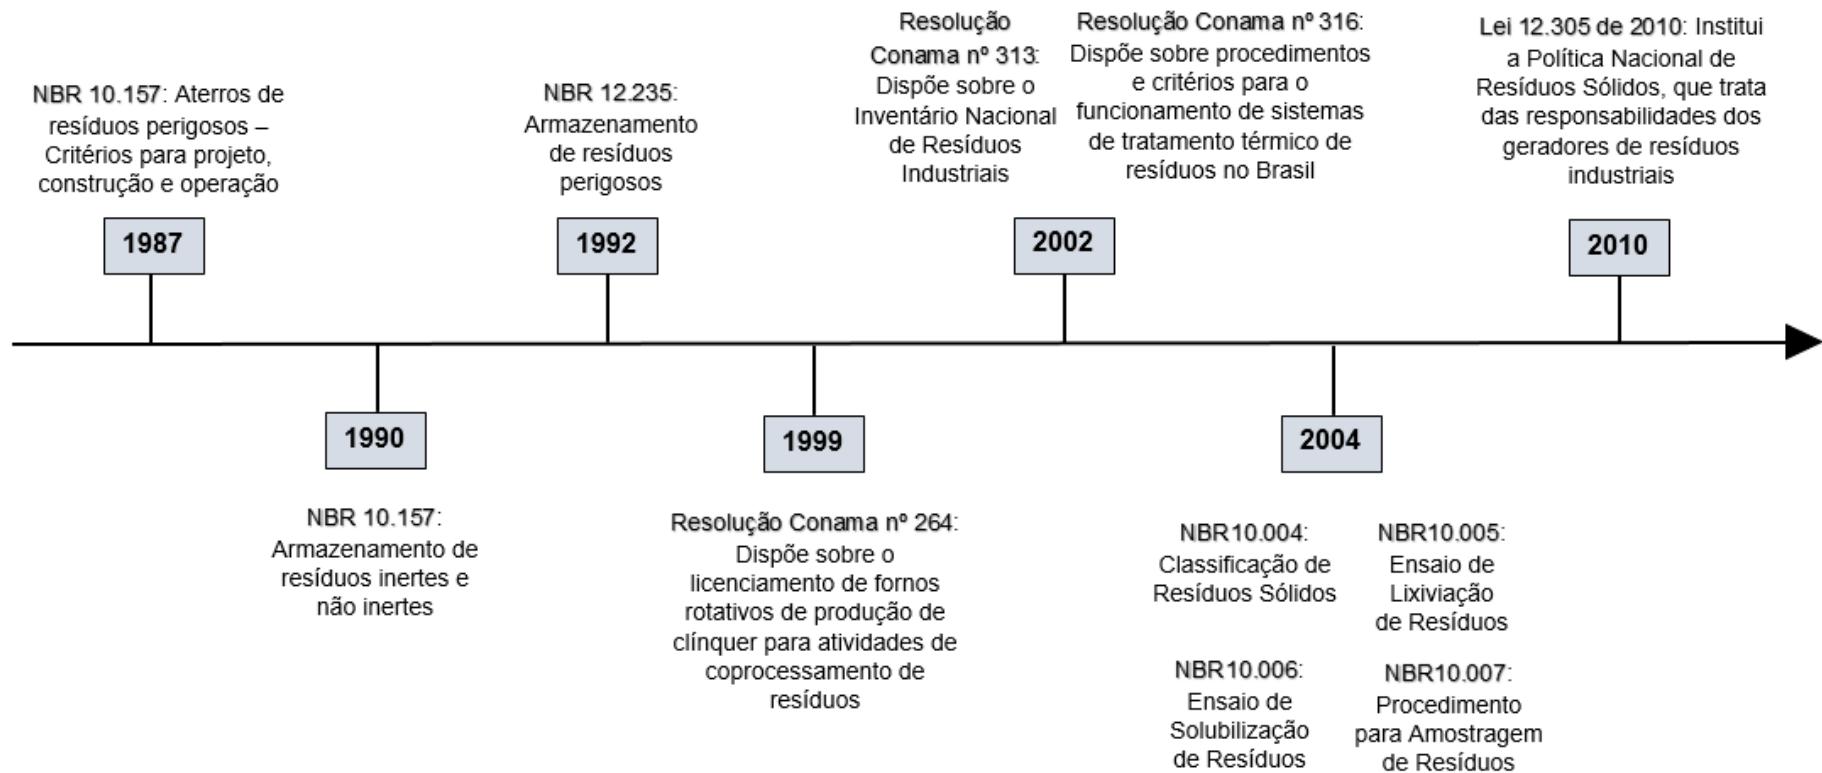 NBR 10.157: Aterros de
resíduos perigosos –
Critérios para projeto,
construção e operação
1987
NBR 10.157:
Armazenamento de
resíduos inertes e
não inertes
1990
NBR 12.235:
Armazenamento
de resíduos
perigosos
1992
Resolução Conama nº 264:
Dispõe sobre o
licenciamento de fornos
rotativos de produção de
clínquer para atividades de
coprocessamento de
resíduos
1999
Resolução
Conama nº 313:
Dispõe sobre o
Inventário Nacional
de Resíduos
Industriais
Resolução Conama nº 316:
Dispõe sobre procedimentos
e critérios para o
funcionamento de sistemas
de tratamento térmico de
resíduos no Brasil
2002
2004
NBR10.004:
Classificação de
Resíduos Sólidos
NBR10.005:
Ensaio de
Lixiviação
de Resíduos
NBR10.006:
Ensaio de
Solubilização
de Resíduos
NBR10.007:
Procedimento
para Amostragem
de Resíduos
Lei 12.305 de 2010: Institui
a Política Nacional de
Resíduos Sólidos, que trata
das responsabilidades dos
geradores de resíduos
industriais
2010